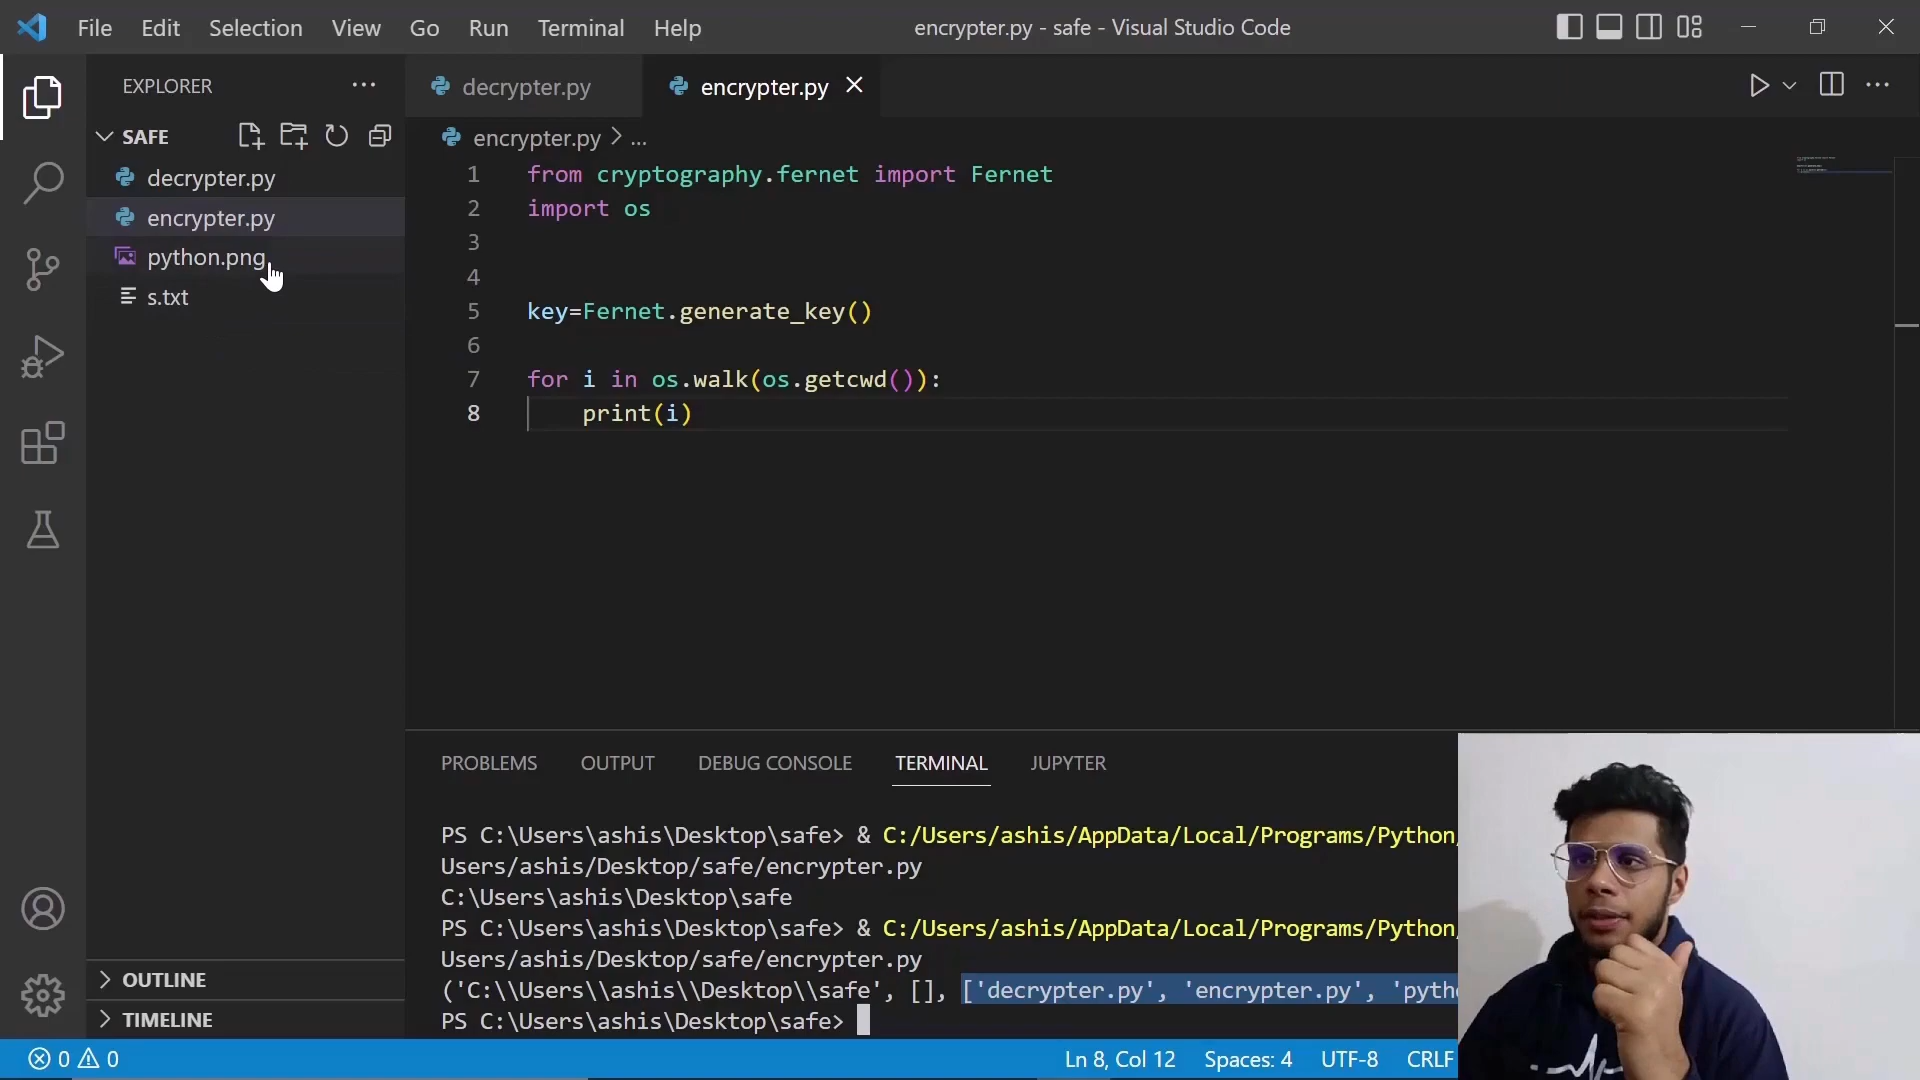 File Edit Selection View Go Run Terminal Help
encrypter.py - safe - Visual Studio Code
EXPLORER
SAFE
decrypter.py
encrypter.py
python.png
s.txt
OUTLINE
TIMELINE
decrypter.py
encrypter.py
encrypter.py > ...
1 from cryptography.fernet import Fernet
2 import os
3
4
5 key=Fernet.generate_key()
6
7 for i in os.walk(os.getcwd()):
8 print(i)
PROBLEMS OUTPUT DEBUG CONSOLE TERMINAL JUPYTER
PS C:\Users\ashis\Desktop\safe> & C:/Users/ashis/AppData/Local/Programs/Python/
Users/ashis/Desktop/safe/encrypter.py
C:\Users\ashis\Desktop\safe
PS C:\Users\ashis\Desktop\safe> & C:/Users/ashis/AppData/Local/Programs/Python/
Users/ashis/Desktop/safe/encrypter.py
('C:\\Users\\ashis\\Desktop\\safe', [], ['decrypter.py', 'encrypter.py', 'pytho
PS C:\Users\ashis\Desktop\safe>
0 0
Ln 8, Col 12 Spaces: 4 UTF-8 CRLF